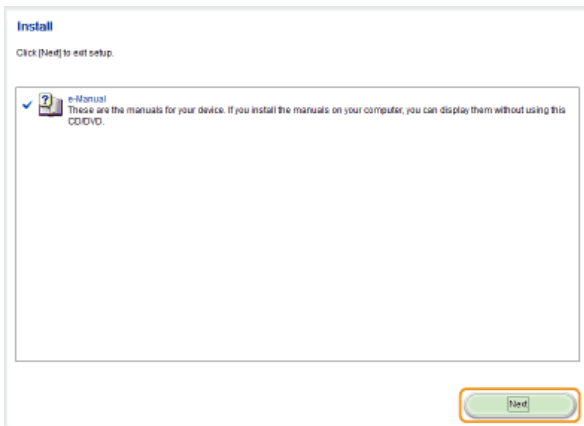 Install
Click [Next] to exit setup.
e-Manual
These are the manuals for your device. If you install the manuals on your computer, you can display them without using this
CD/DVD.
Next